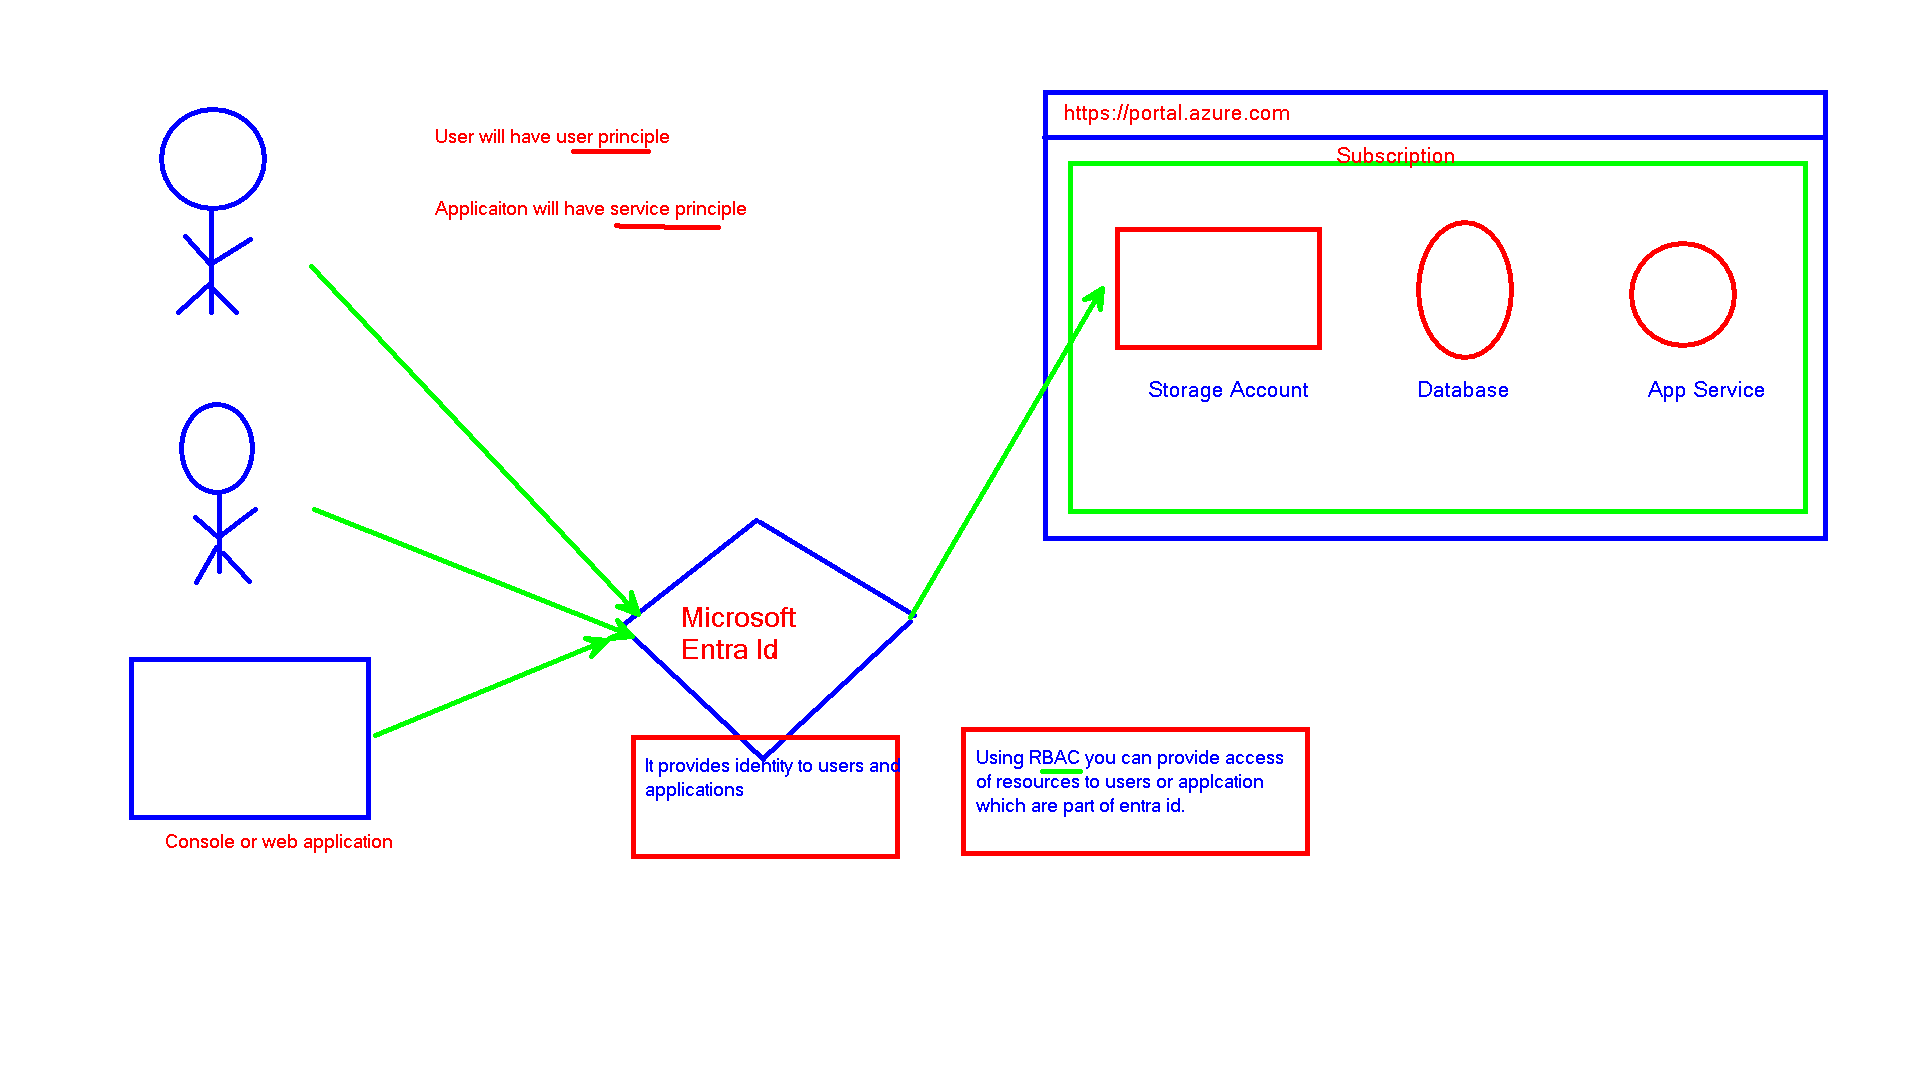 User will have user principle
Applicaiton will have service principle
https://portal.azure.com
Subscription
Storage Account
Database
App Service
Microsoft
Entra Id
It provides identity to users and
applications
Using RBAC you can provide access
of resources to users or applcation
which are part of entra id.
Console or web application